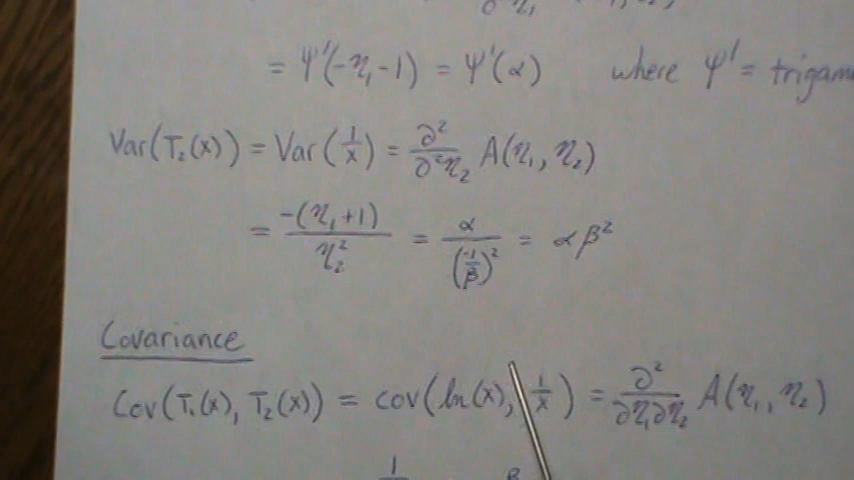 = Ψ'(-η₁-1) = Ψ'(α) where Ψ' = trigam
Var(T₂(x)) = Var(1/x) = ∂²/∂²η₂ A(η₁, η₂)
= -(η₁+1)/η₂² = α/(-1/β)² = αβ²
Covariance
Cov(T₁(x), T₂(x)) = cov(ln(x), 1/x) = ∂²/∂η₁∂η₂ A(η₁, η₂)